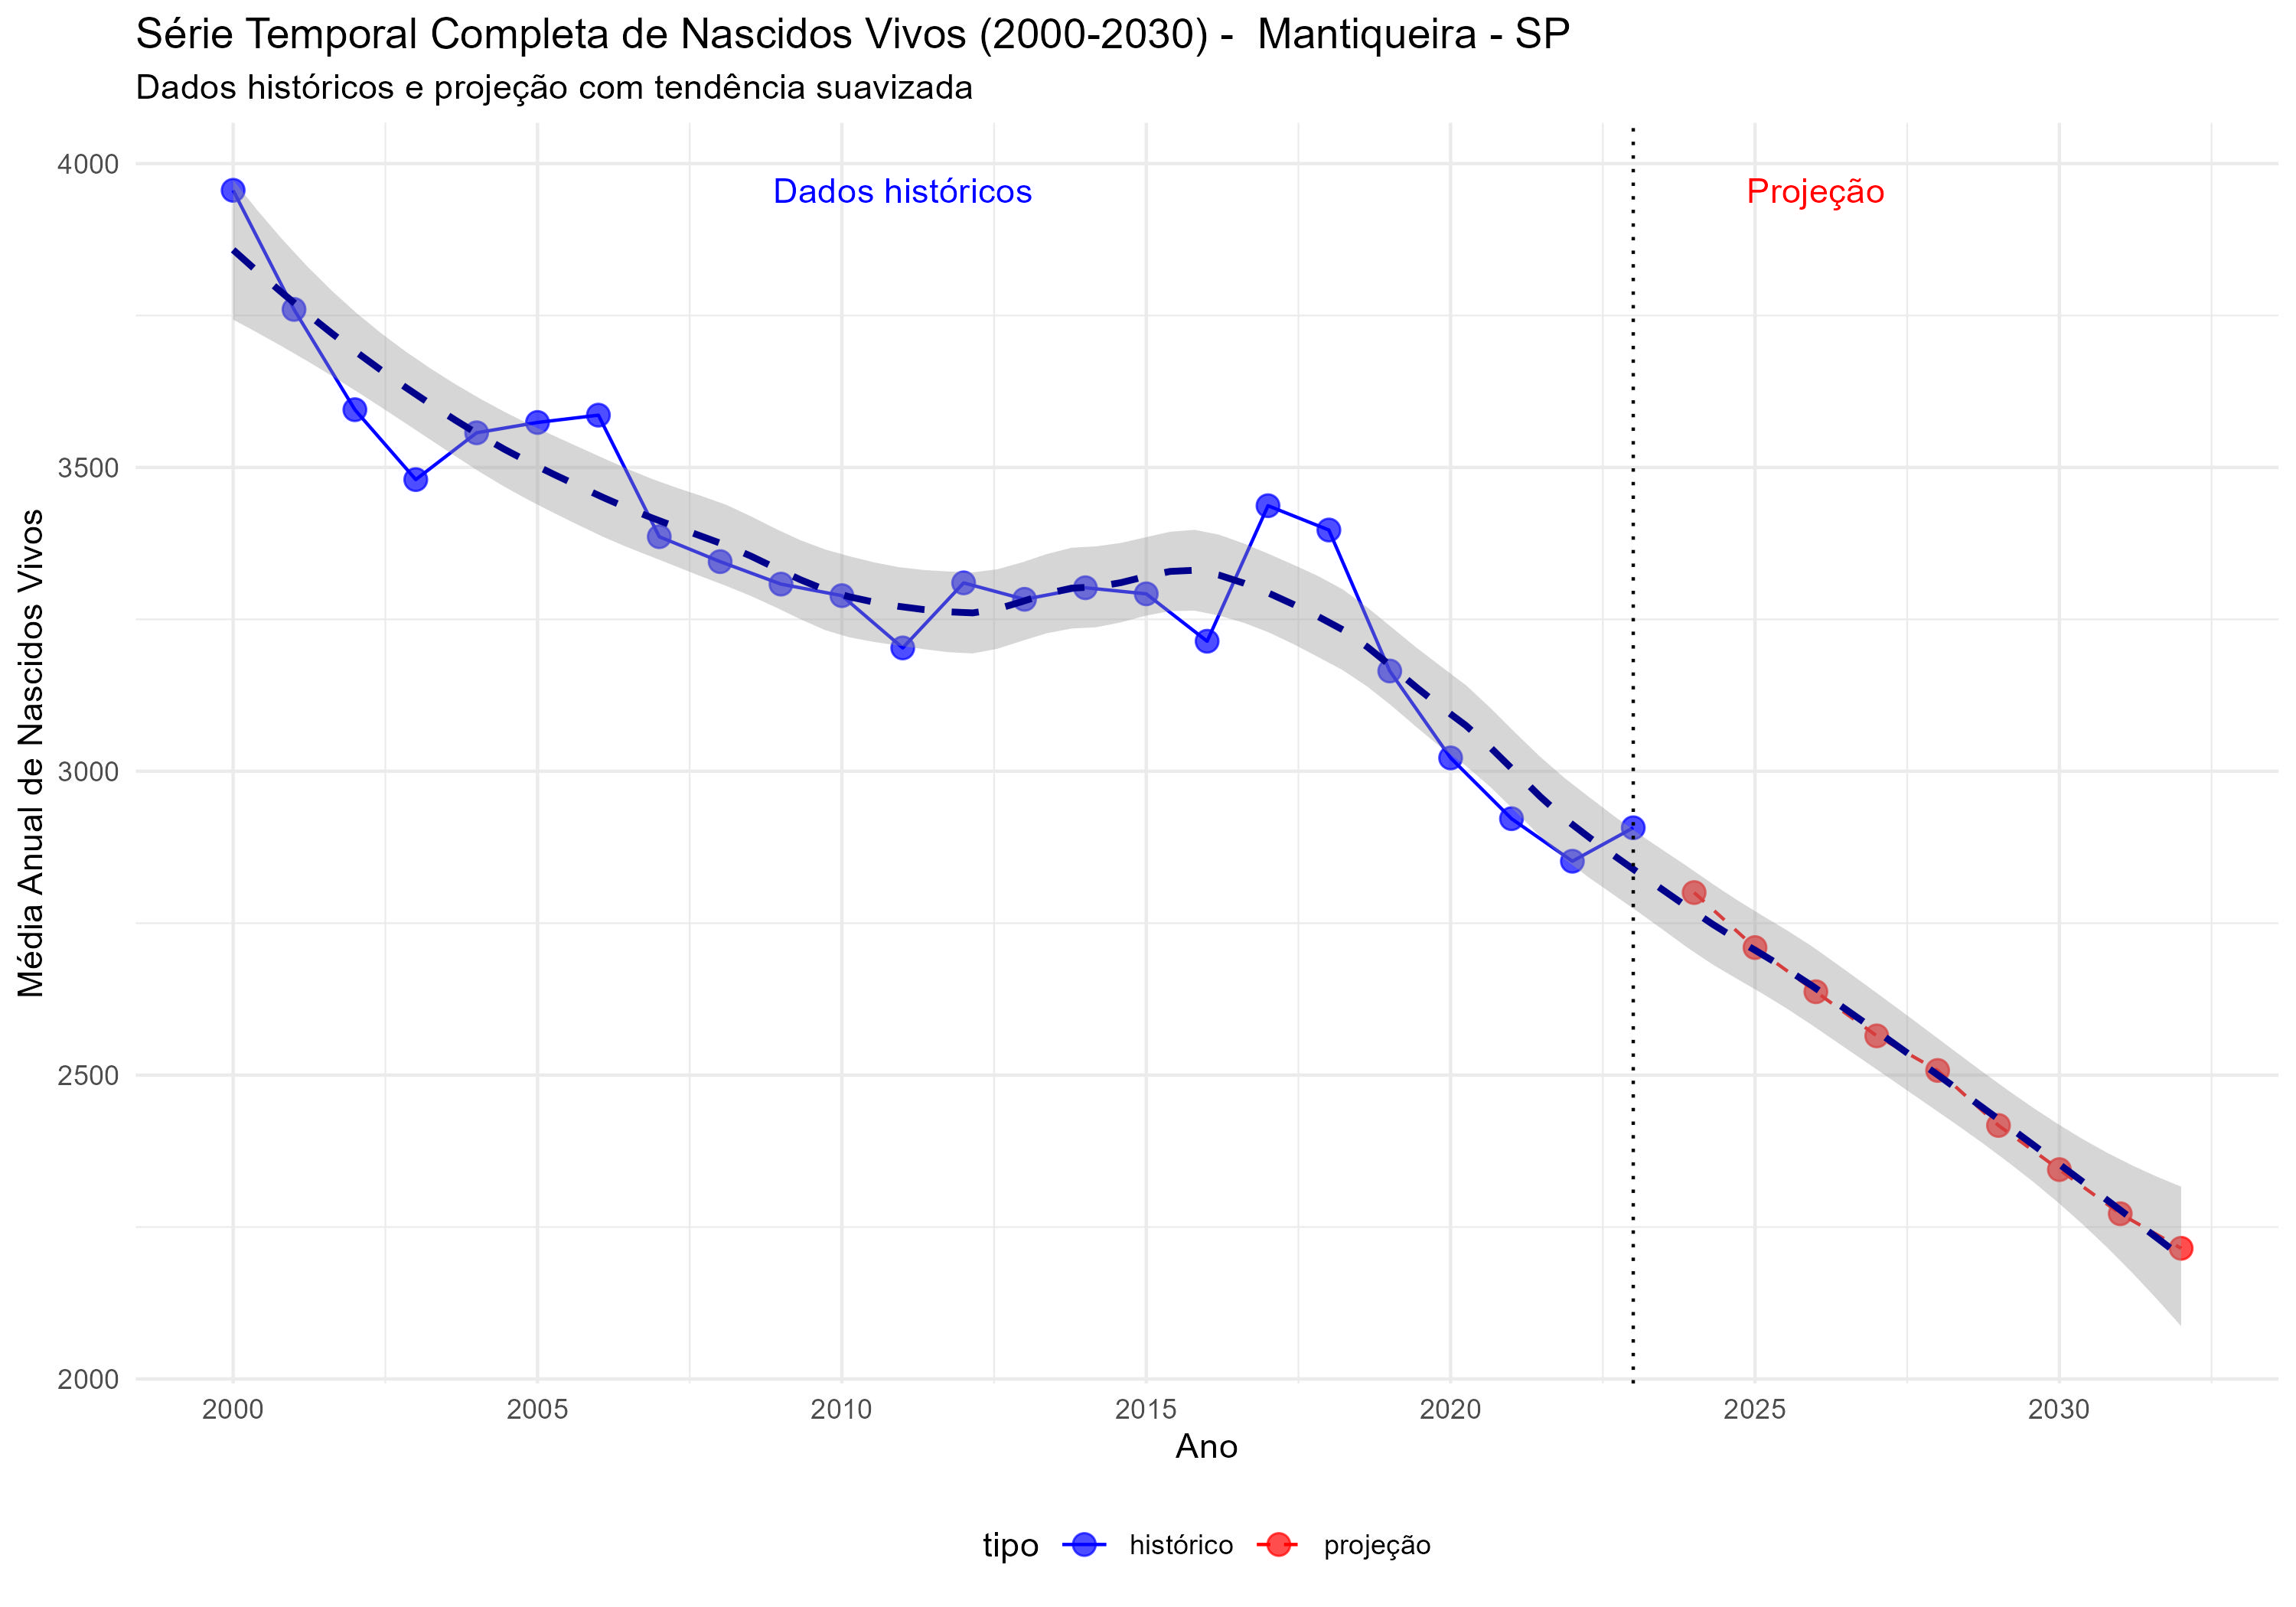 Série Temporal Completa de Nascidos Vivos (2000-2030) -  Mantiqueira - SP
Dados históricos e projeção com tendência suavizada
Dados históricos
Projeção
Média Anual de Nascidos Vivos
4000
3500
3000
2500
2000
2000 2005 2010 2015 2020 2025 2030
Ano
tipo histórico projeção